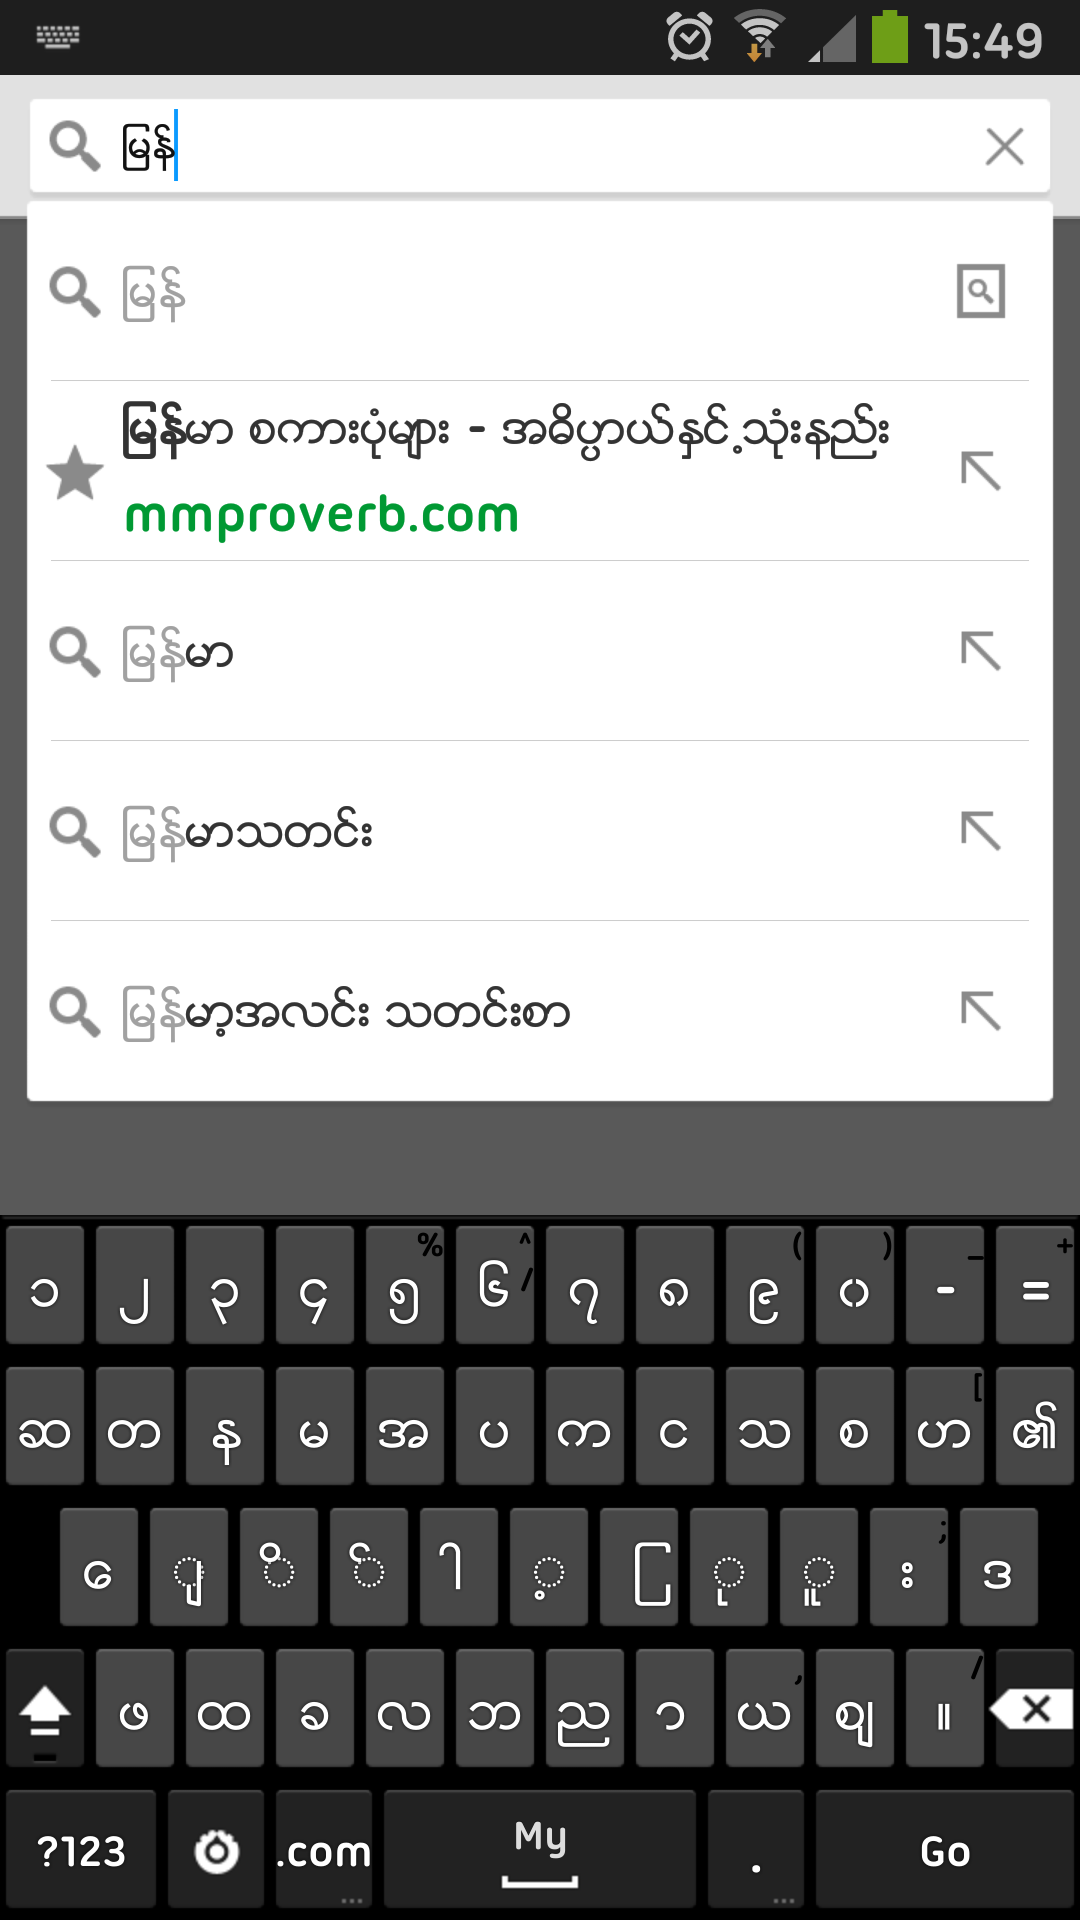 15:49
မြန်
မြန်
မြန်မာ စကားပုံများ - အဓိပ္ပာယ်နှင့်သုံးနည်း
mmproverb.com
မြန်မာ
မြန်မာသတင်း
မြန်မာ့အလင်း သတင်းစာ
% ^ / ( ) _ +
၁ ၂ ၃ ၄ ၅ ၆ ၇ ၈ ၉ ၀ - =
[
ဆ တ န မ အ ပ က င သ စ ဟ ၏
;
ေ ျ ိ ် ါ ့ ြ ု ူ း ဒ
, /
ဖ ထ ခ လ ဘ ည ာ ယ ဈ ။
?123 .com My . Go